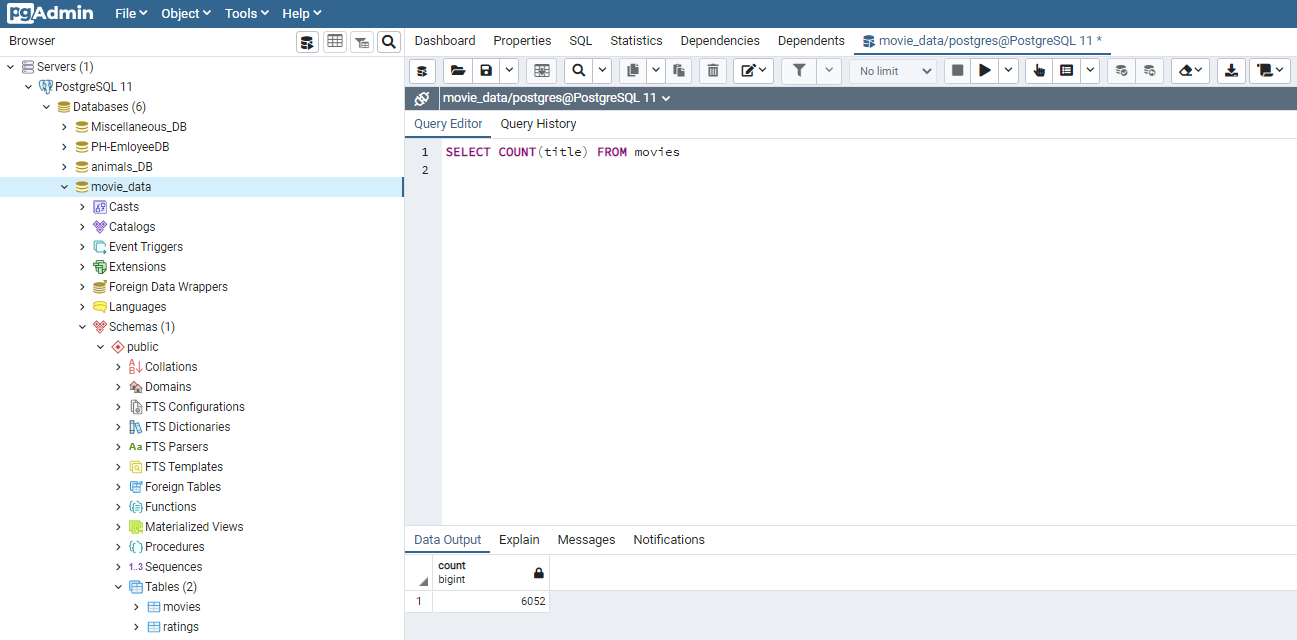 pgAdmin File Object Tools Help
Browser
Dashboard Properties SQL Statistics Dependencies Dependents movie_data/postgres@PostgreSQL 11 *
No limit
movie_data/postgres@PostgreSQL 11
Query Editor Query History
1 SELECT COUNT(title) FROM movies
2
Servers (1)
PostgreSQL 11
Databases (6)
Miscellaneous_DB
PH-EmloyeeDB
animals_DB
movie_data
Casts
Catalogs
Event Triggers
Extensions
Foreign Data Wrappers
Languages
Schemas (1)
public
Collations
Domains
FTS Configurations
FTS Dictionaries
Aa FTS Parsers
FTS Templates
Foreign Tables
Functions
Materialized Views
Procedures
1..3 Sequences
Tables (2)
movies
ratings
Data Output Explain Messages Notifications
count
bigint
1 6052